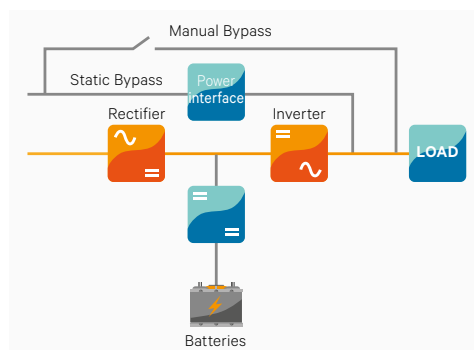 Manual Bypass
Static Bypass
Power
interface
Rectifier
Inverter
LOAD
Batteries